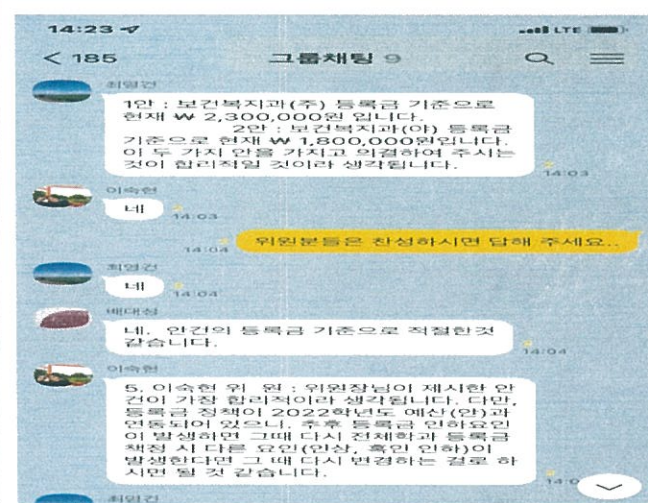 14:23
LTE
< 185
그룹채팅 9
최영건
1안 : 보건복지과(주) 등록금 기준으로
현재 ₩ 2,300,000원 입니다.
2안 : 보건복지과(야) 등록금
기준으로 현재 ₩ 1,800,000원입니다.
이 두 가지 안을 가지고 의결하여 주시는
것이 합리적일 것이라 생각됩니다.
14:03
이숙현
네
14:03
위원분들은 찬성하시면 답해 주세요..
14:04
최영건
네
14:04
배대성
네. 안건의 등록금 기준으로 적절한것
같습니다.
14:04
이숙현
5. 이숙현 위 원 : 위원장님이 제시한 안
건이 가장 합리적이라 생각됩니다. 다만,
등록금 정책이 2022학년도 예산(안)과
연동되어 있으니, 추후 등록금 인하요인
이 발생하면 그때 다시 전체학과 등록금
책정 시 다른 요인(인상, 혹인 인하)이
발생한다면 그 때 다시 변경하는 걸로 하
시면 될 것 같습니다.
최영건